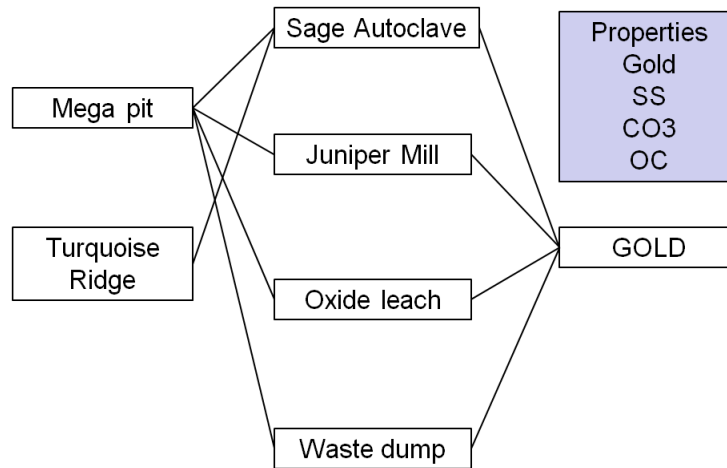 Sage Autoclave
Properties
Gold
SS
CO3
OC
Mega pit
Juniper Mill
Turquoise
Ridge
GOLD
Oxide leach
Waste dump